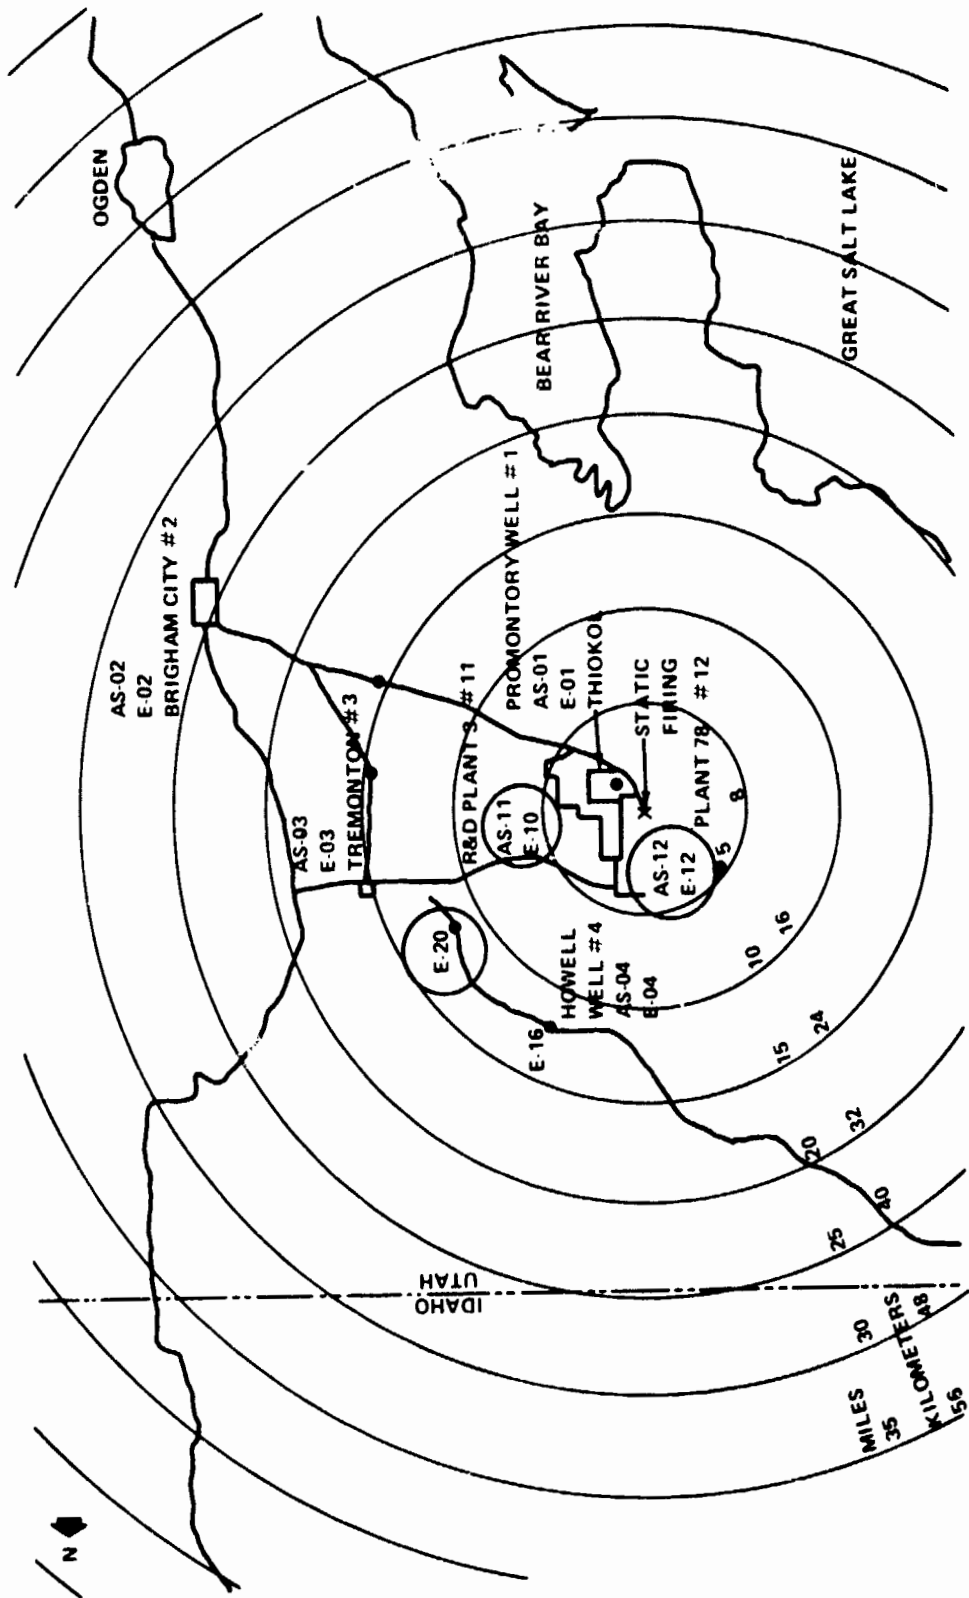 OGDEN
BEAR RIVER BAY
GREAT SALT LAKE
AS-02
E-02
BRIGHAM CITY #2
PROMONTORY WELL #1
AS-01
E-01
THIOKOL
STATIC
FIRING
PLANT 78 #12
AS-03
E-03
TREMONTON #3
R&D PLANT 3 #11
AS-11
E-10
AS-12
E-12
E-20
HOWELL
WELL #4
AS-04
E-04
E-16
5
8
10
16
15
24
20
32
25
40
30
48
MILES
35
KILOMETERS
56
IDAHO
UTAH
N